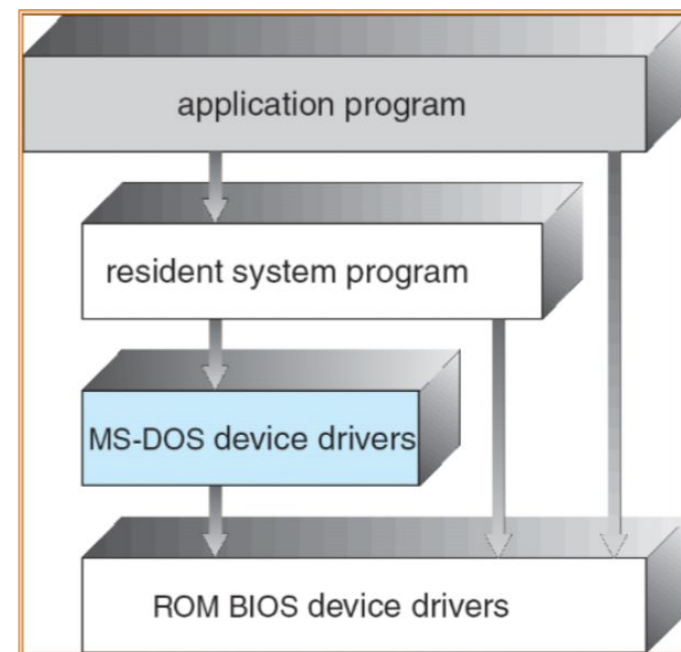 application program
resident system program
MS-DOS device drivers
ROM BIOS device drivers